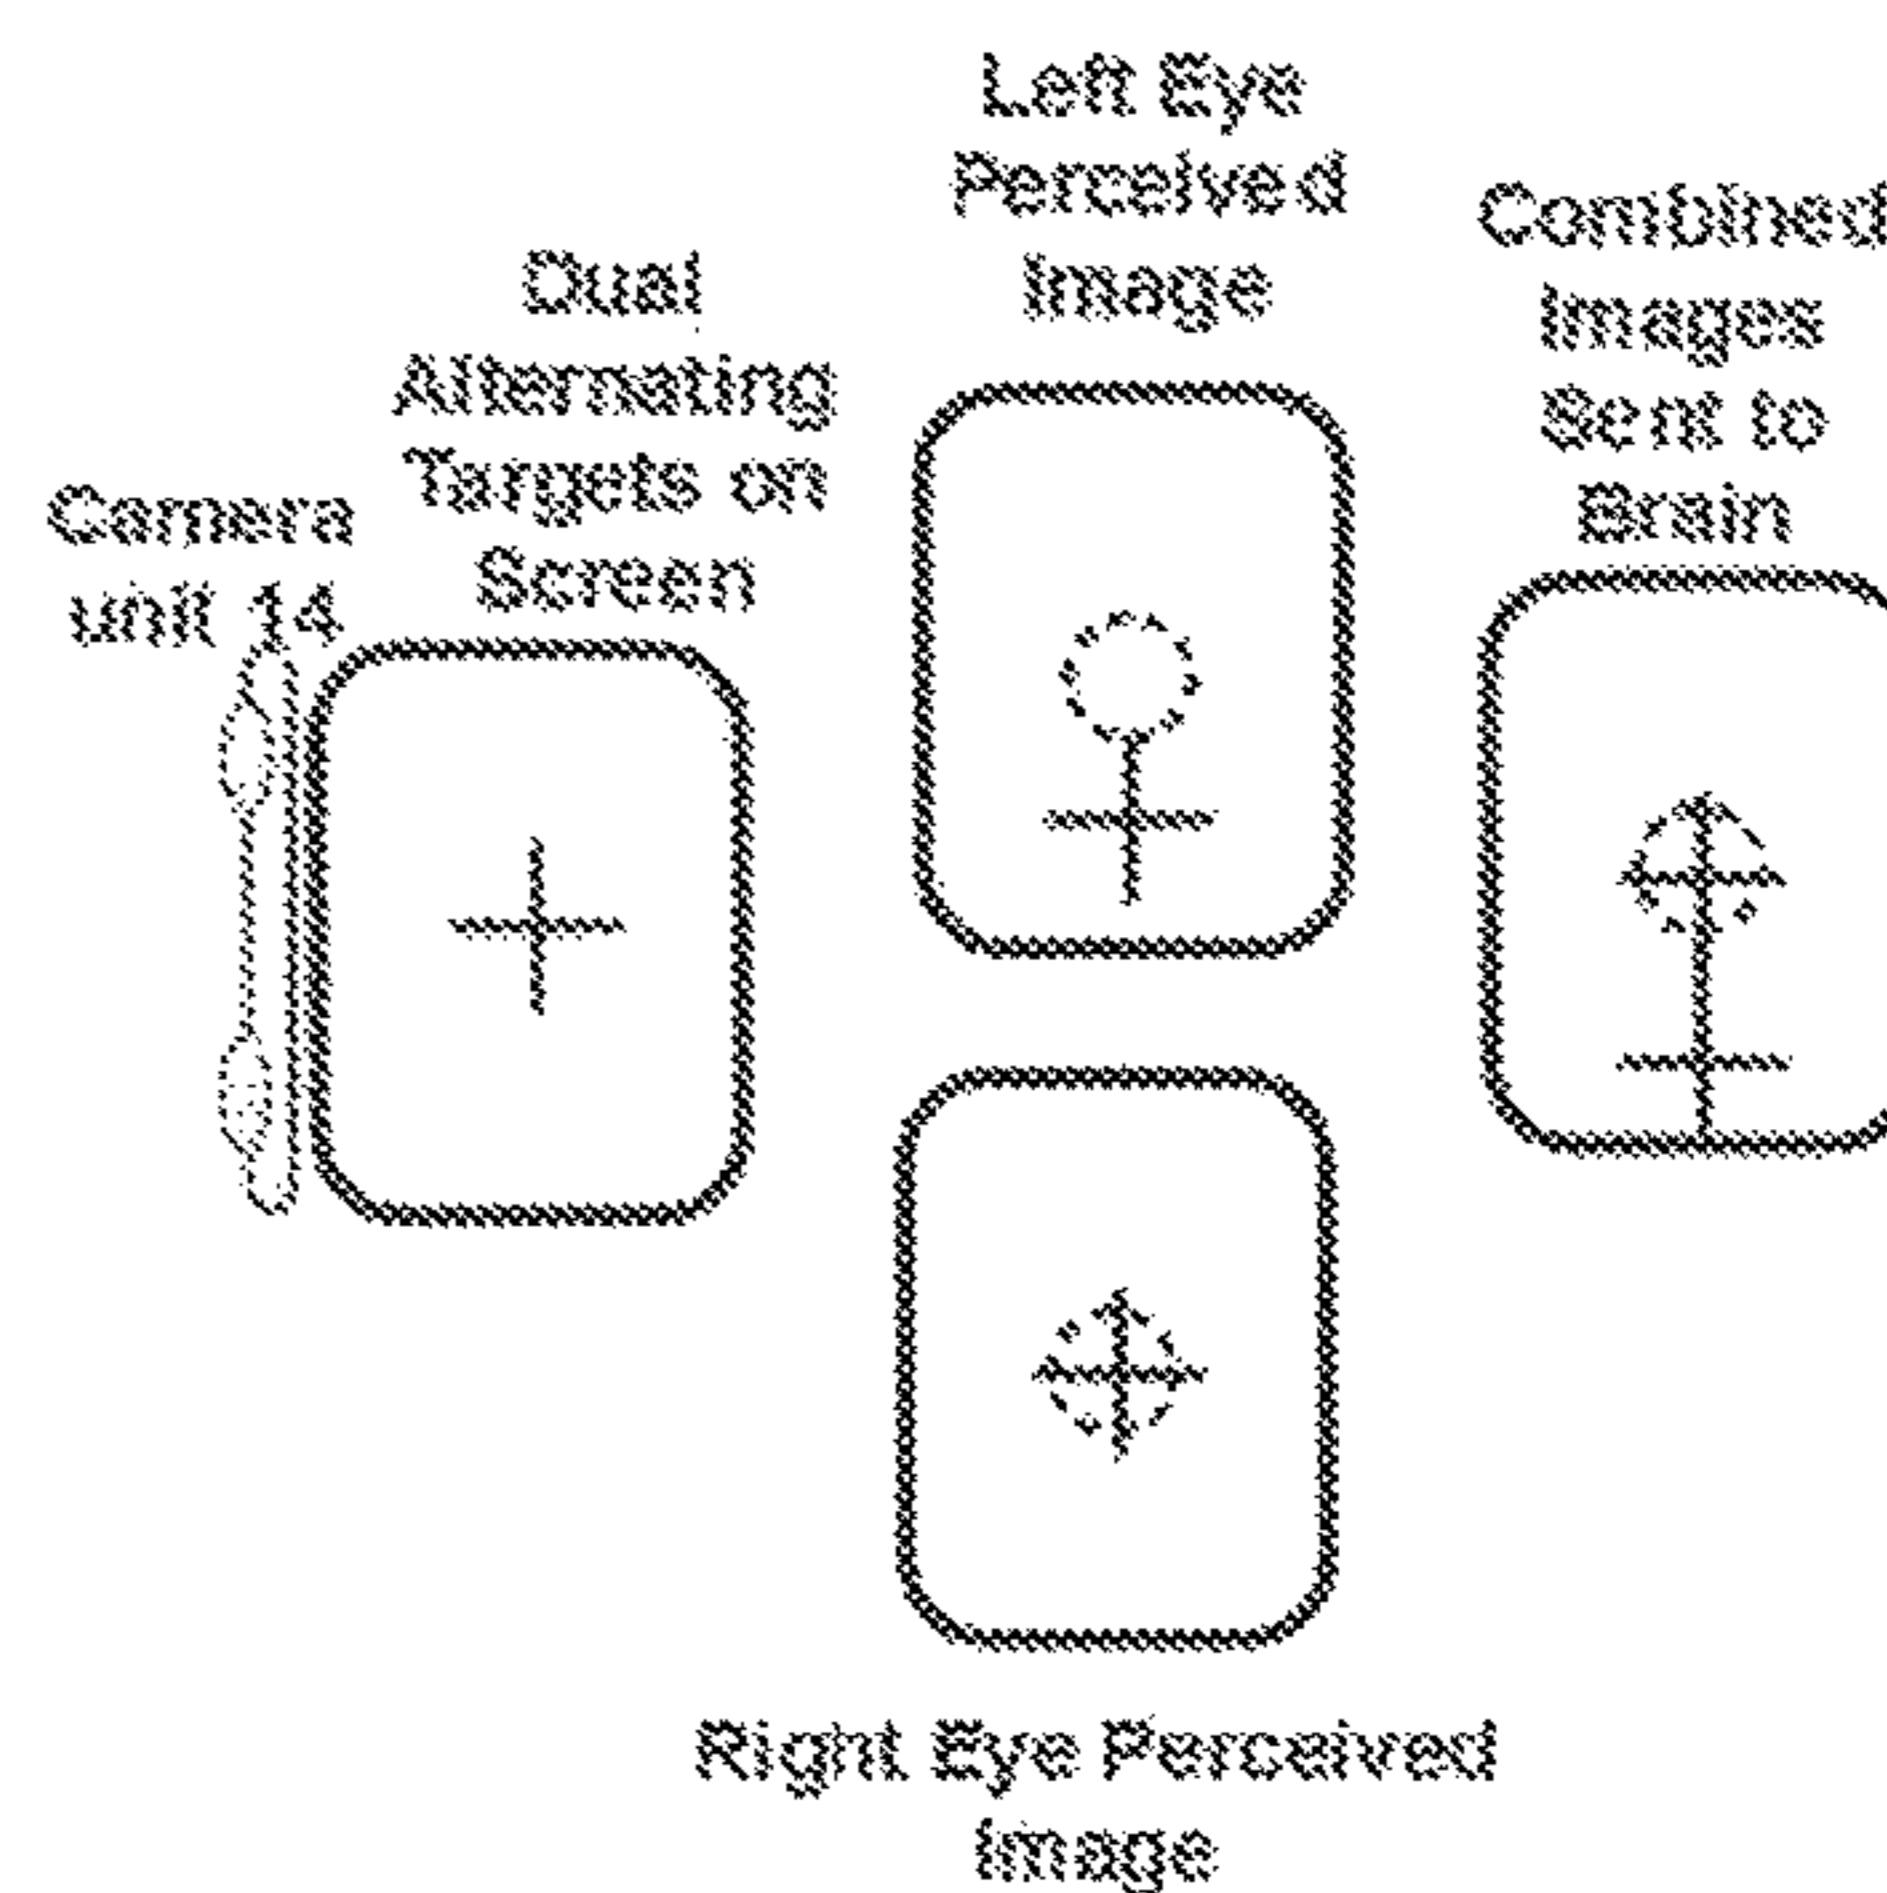 Camera
unit 14
Dual
Alternating
Targets on
Screen
Left Eye
Perceived
Image
Combined
Images
Sent to
Brain
Right Eye Perceived
Image